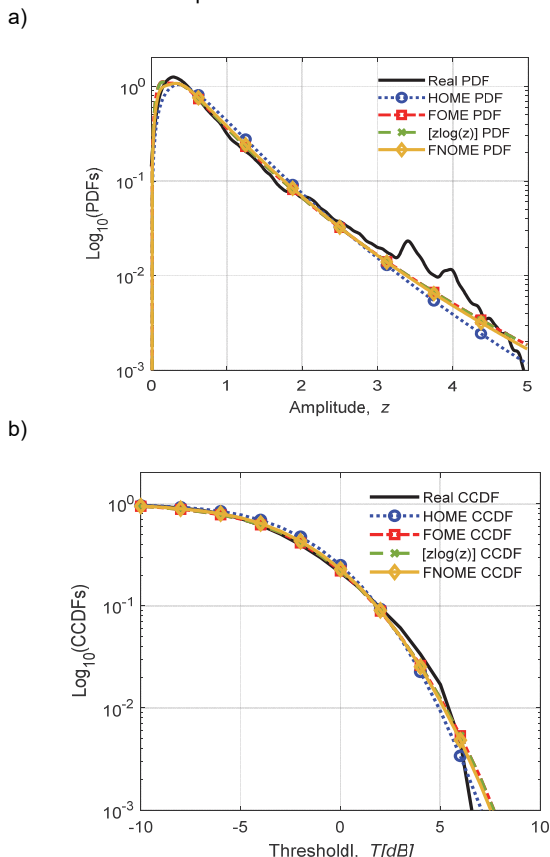 a)
10^0
10^-1
10^-2
10^-3
Log10(PDFs)
Real PDF
HOME PDF
FOME PDF
[zlog(z)] PDF
FNOME PDF
0 1 2 3 4 5
Amplitude, z
b)
10^0
10^-1
10^-2
10^-3
Log10(CCDFs)
Real CCDF
HOME CCDF
FOME CCDF
[zlog(z)] CCDF
FNOME CCDF
-10 -5 0 5 10
Thresholdl. T[dB]